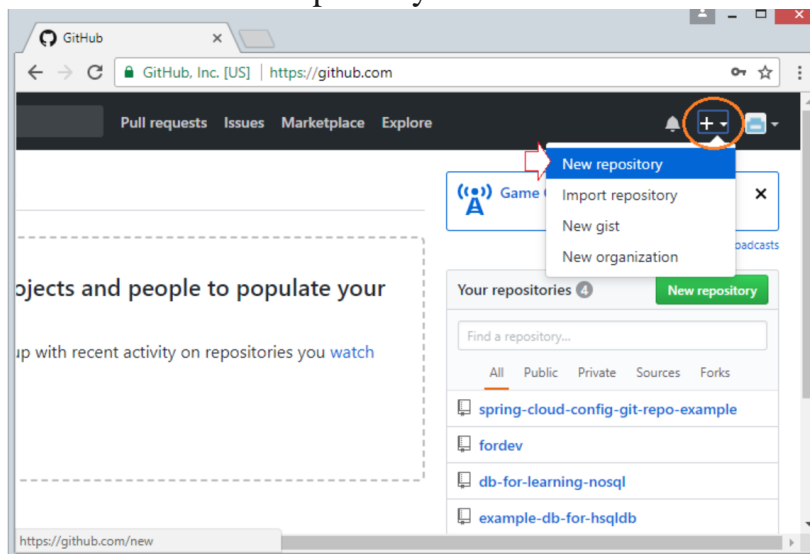 GitHub
GitHub, Inc. [US] | https://github.com
Pull requests Issues Marketplace Explore
New repository
Import repository
New gist
New organization
Game
oadcasts
ojects and people to populate your
up with recent activity on repositories you watch
Your repositories 4 New repository
Find a repository...
All Public Private Sources Forks
spring-cloud-config-git-repo-example
fordev
db-for-learning-nosql
example-db-for-hsqldb
https://github.com/new